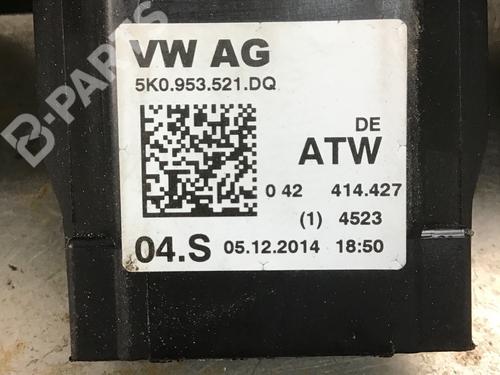 VW AG
5K0.953.521.DQ
DE
ATW
0 42 414.427
(1) 4523
04.S 05.12.2014 18:50
B-PARTS